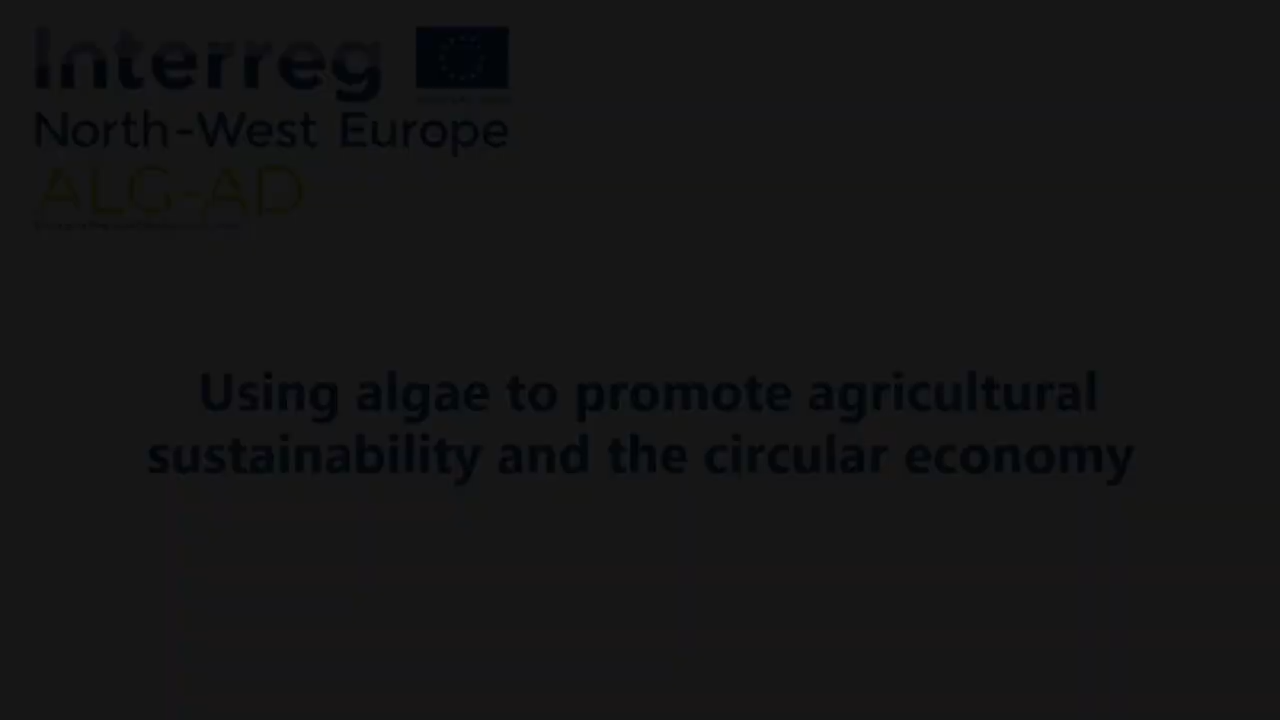 Interreg
North-West Europe
ALG-AD
Using algae to promote agricultural
sustainability and the circular economy